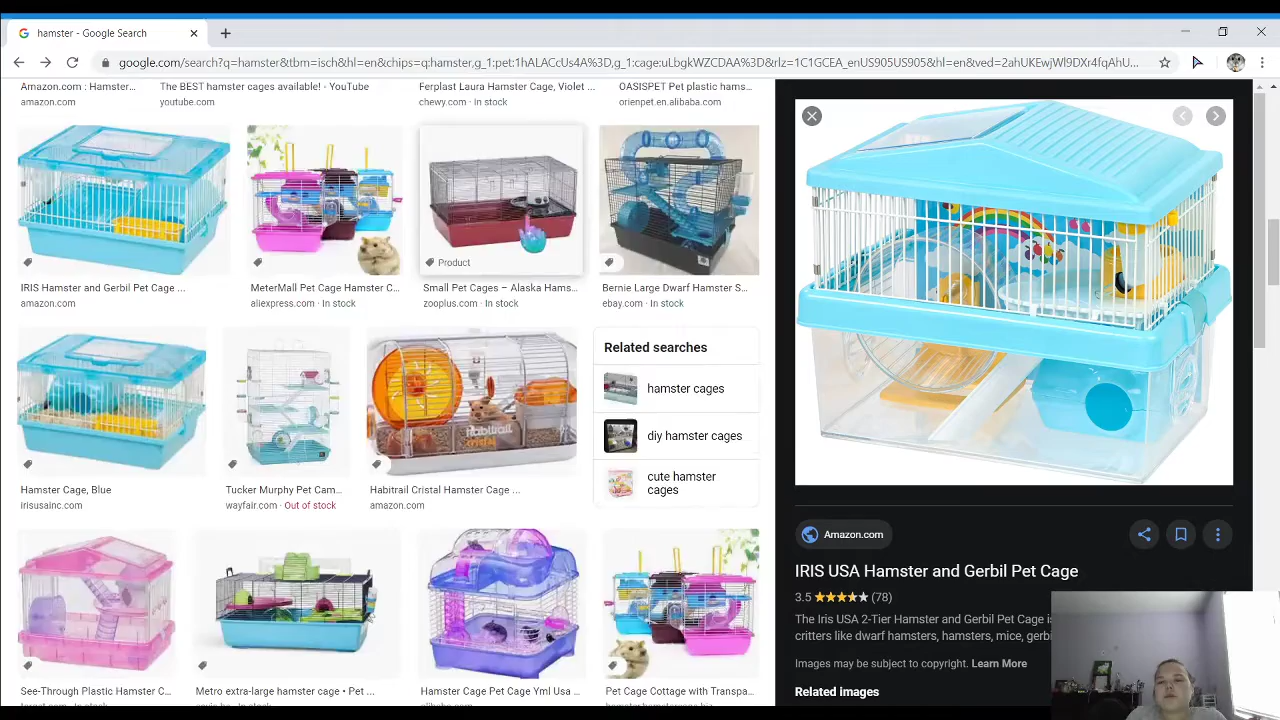 hamster - Google Search
google.com/search?q=hamster&tbm=isch&hl=en&chips=q:hamster,g_1:pet:1hALACcUs4A%3D,g_1:cage:uLbgkWZCDAA%3D&rlz=1C1GCEA_enUS905US905&hl=en&ved=2ahUKEwjWl9DXr4fqAhU...
Amazon.com : Hamster...
The BEST hamster cages available! - YouTube
Ferplast Laura Hamster Cage, Violet ...
OASISPET Pet plastic hams...
amazon.com
youtube.com
chewy.com · In stock
orienpet.en.alibaba.com
Product
IRIS Hamster and Gerbil Pet Cage ...
MeterMall Pet Cage Hamster C...
Small Pet Cages – Alaska Hams...
Bernie Large Dwarf Hamster S...
amazon.com
aliexpress.com · In stock
zooplus.com · In stock
ebay.com · In stock
Related searches
hamster cages
diy hamster cages
cute hamster
cages
Habitrail
cristal
Hamster Cage, Blue
Tucker Murphy Pet Cam...
Habitrail Cristal Hamster Cage ...
irisusainc.com
wayfair.com · Out of stock
amazon.com
See-Through Plastic Hamster C...
Metro extra-large hamster cage • Pet ...
Hamster Cage Pet Cage Yml Usa ...
Pet Cage Cottage with Transpa...
Amazon.com
IRIS USA Hamster and Gerbil Pet Cage
3.5 ★★★★★ (78)
The Iris USA 2-Tier Hamster and Gerbil Pet Cage
critters like dwarf hamsters, hamsters, mice, gerbi
Images may be subject to copyright. Learn More
Related images